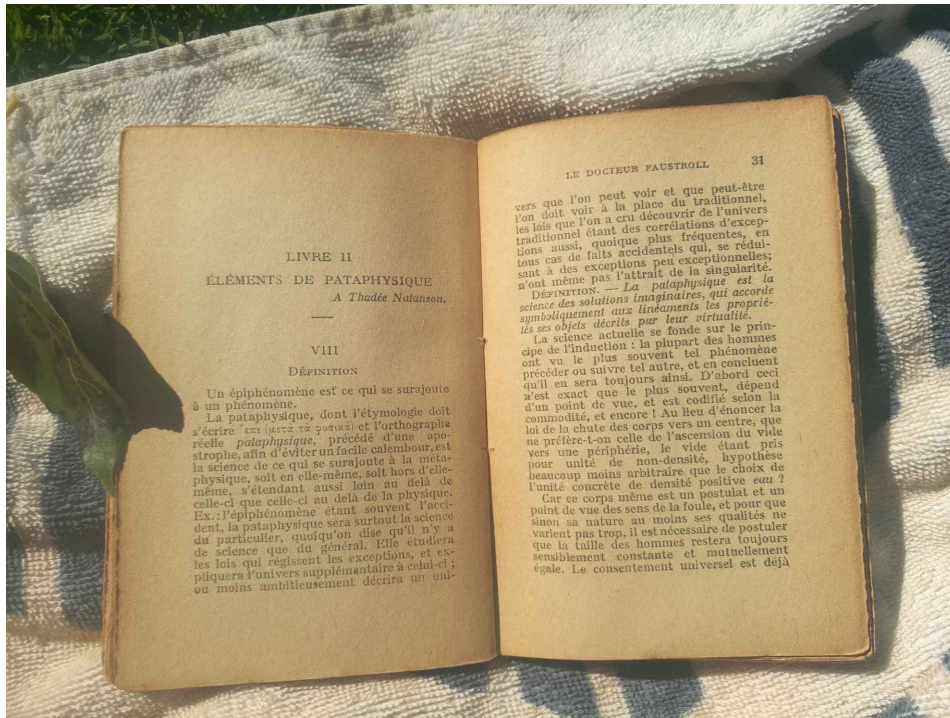 LIVRE II
ÉLÉMENTS DE PATAPHYSIQUE
A Thadée Natanson.
VIII
DÉFINITION
Un épiphénomène est ce qui se surajoute
à un phénomène.
La pataphysique, dont l'étymologie doit
s'écrire ἔπι (μετὰ τὰ φυσικά) et l'orthographe
réelle pataphysique, précédé d'une apo-
strophe, afin d'éviter un facile calembour, est
la science de ce qui se surajoute à la méta-
physique, soit en elle-même, soit hors d'elle-
même, s'étendant aussi loin au delà de
celle-ci que celle-ci au delà de la physique.
Ex. : l'épiphénomène étant souvent l'acci-
dent, la pataphysique sera surtout la science
du particulier, quoiqu'on dise qu'il n'y a
de science que du général. Elle étudiera
les lois qui régissent les exceptions, et ex-
pliquera l'univers supplémentaire à celui-ci ;
ou moins ambitieusement décrira un uni-
LE DOCTEUR FAUSTROLL 31
vers que l'on peut voir et que peut-être
l'on doit voir à la place du traditionnel,
les lois que l'on a cru découvrir de l'univers
traditionnel étant des corrélations d'excep-
tions aussi, quoique plus fréquentes, en
tous cas de faits accidentels qui, se rédui-
sant à des exceptions peu exceptionnelles;
n'ont même pas l'attrait de la singularité.
DÉFINITION. — La pataphysique est la
science des solutions imaginaires, qui accorde
symboliquement aux linéaments les proprié-
tés ses objets décrits par leur virtualité.
La science actuelle se fonde sur le prin-
cipe de l'induction : la plupart des hommes
ont vu le plus souvent tel phénomène
précéder ou suivre tel autre, et en concluent
qu'il en sera toujours ainsi. D'abord ceci
n'est exact que le plus souvent, dépend
d'un point de vue, et est codifié selon la
commodité, et encore ! Au lieu d'énoncer la
loi de la chute des corps vers un centre, que
ne préfère-t-on celle de l'ascension du vide
vers une périphérie, le vide étant pris
pour unité de non-densité, hypothèse
beaucoup moins arbitraire que le choix de
l'unité concrète de densité positive eau ?
Car ce corps même est un postulat et un
point de vue des sens de la foule, et pour que
sinon sa nature au moins ses qualités ne
varient pas trop, il est nécessaire de postuler
que la taille des hommes restera toujours
sensiblement constante et mutuellement
égale. Le consentement universel est déjà